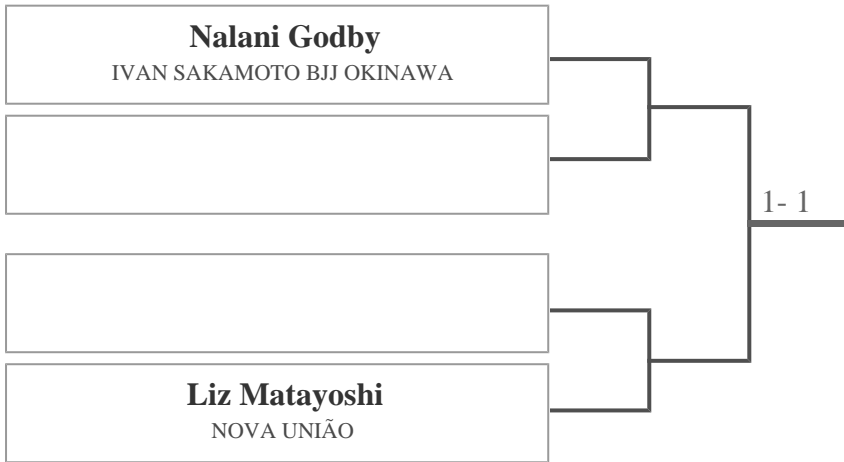 Nalani Godby
IVAN SAKAMOTO BJJ OKINAWA
1- 1
Liz Matayoshi
NOVA UNIÃO